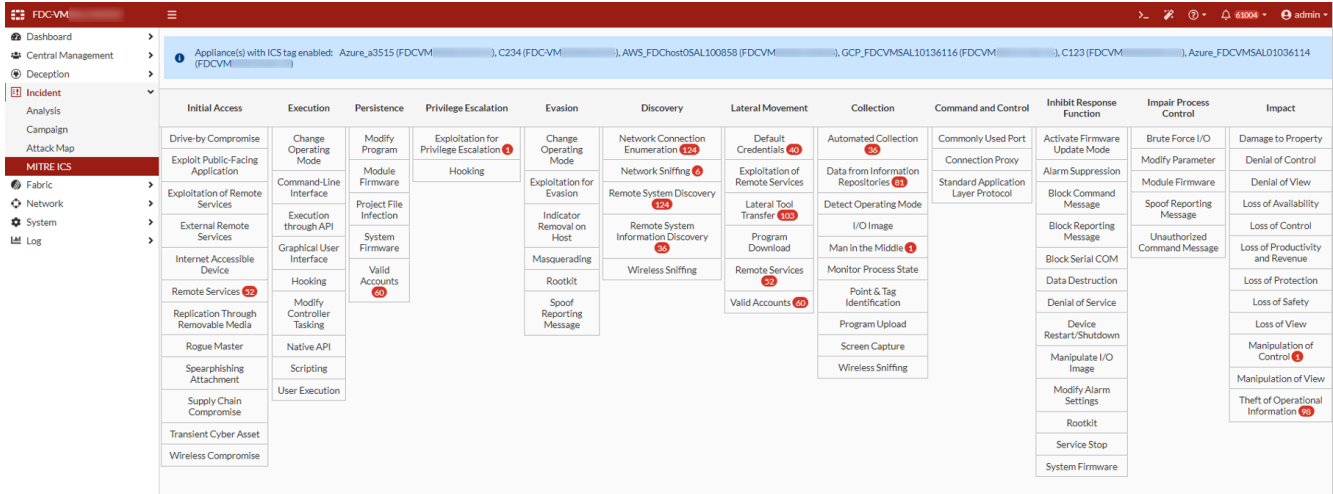 FDC-VM
61004
admin
Dashboard
Central Management
Deception
Incident
Analysis
Campaign
Attack Map
MITRE ICS
Fabric
Network
System
Log
Appliance(s) with ICS tag enabled: Azure_a3515 (FDCVM ), C234 (FDC-VM ), AWS_FDChost0SAL100858 (FDCVM ), GCP_FDCVMSAL10136116 (FDCVM ), C123 (FDCVM ), Azure_FDCVMSAL01036114
(FDCVM )
Initial Access
Drive-by Compromise
Exploit Public-Facing
Application
Exploitation of Remote
Services
External Remote
Services
Internet Accessible
Device
Remote Services 52
Replication Through
Removable Media
Rogue Master
Spearphishing
Attachment
Supply Chain
Compromise
Transient Cyber Asset
Wireless Compromise
Execution
Change
Operating
Mode
Command-Line
Interface
Execution
through API
Graphical User
Interface
Hooking
Modify
Controller
Tasking
Native API
Scripting
User Execution
Persistence
Modify
Program
Module
Firmware
Project File
Infection
System
Firmware
Valid
Accounts
60
Privilege Escalation
Exploitation for
Privilege Escalation 1
Hooking
Evasion
Change
Operating
Mode
Exploitation for
Evasion
Indicator
Removal on
Host
Masquerading
Rootkit
Spoof
Reporting
Message
Discovery
Network Connection
Enumeration 124
Network Sniffing 6
Remote System Discovery
124
Remote System
Information Discovery
36
Wireless Sniffing
Lateral Movement
Default
Credentials 40
Exploitation of
Remote Services
Lateral Tool
Transfer 103
Program
Download
Remote Services
52
Valid Accounts 60
Collection
Automated Collection
36
Data from Information
Repositories 81
Detect Operating Mode
I/O Image
Man in the Middle 1
Monitor Process State
Point & Tag
Identification
Program Upload
Screen Capture
Wireless Sniffing
Command and Control
Commonly Used Port
Connection Proxy
Standard Application
Layer Protocol
Inhibit Response
Function
Activate Firmware
Update Mode
Alarm Suppression
Block Command
Message
Block Reporting
Message
Block Serial COM
Data Destruction
Denial of Service
Device
Restart/Shutdown
Manipulate I/O
Image
Modify Alarm
Settings
Rootkit
Service Stop
System Firmware
Impair Process
Control
Brute Force I/O
Modify Parameter
Module Firmware
Spoof Reporting
Message
Unauthorized
Command Message
Impact
Damage to Property
Denial of Control
Denial of View
Loss of Availability
Loss of Control
Loss of Productivity
and Revenue
Loss of Protection
Loss of Safety
Loss of View
Manipulation of
Control 1
Manipulation of View
Theft of Operational
Information 98